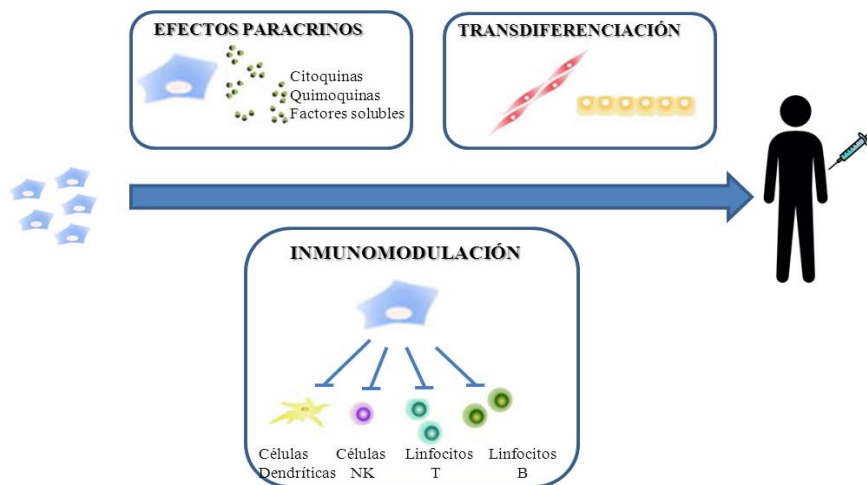 EFECTOS PARACRINOS
Citoquinas
Quimoquinas
Factores solubles
TRANSDIFERENCIACIÓN
INMUNOMODULACIÓN
Células
Dendríticas
Células
NK
Linfocitos
T
Linfocitos
B